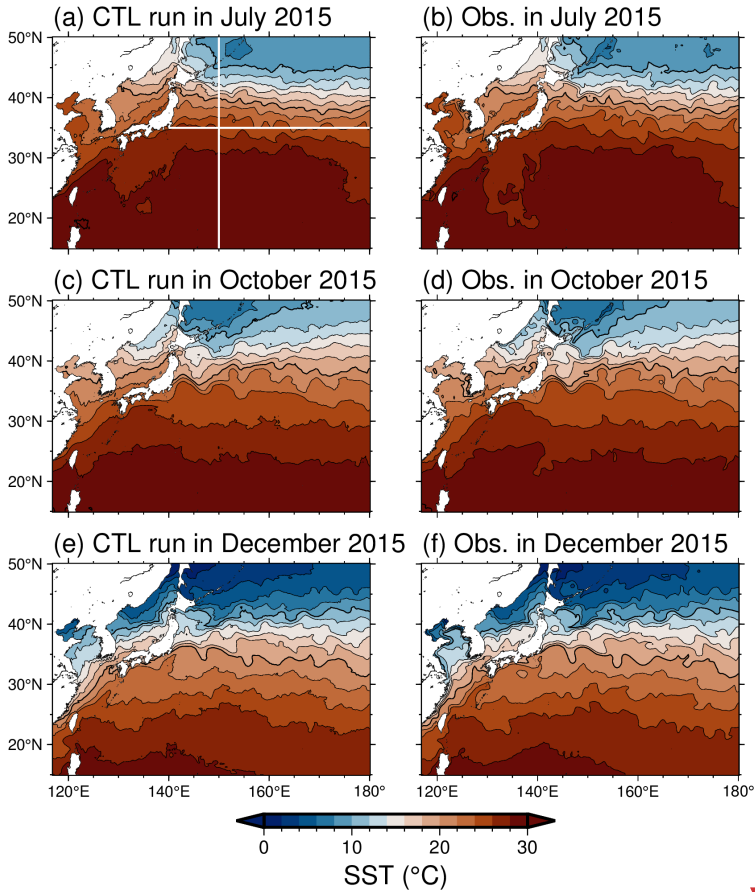 (a) CTL run in July 2015 (b) Obs. in July 2015
50°N
40°N
30°N
20°N
(c) CTL run in October 2015 (d) Obs. in October 2015
50°N
40°N
30°N
20°N
(e) CTL run in December 2015 (f) Obs. in December 2015
50°N
40°N
30°N
20°N
120°E 140°E 160°E 180° 120°E 140°E 160°E 180°
0 10 20 30
SST (°C)